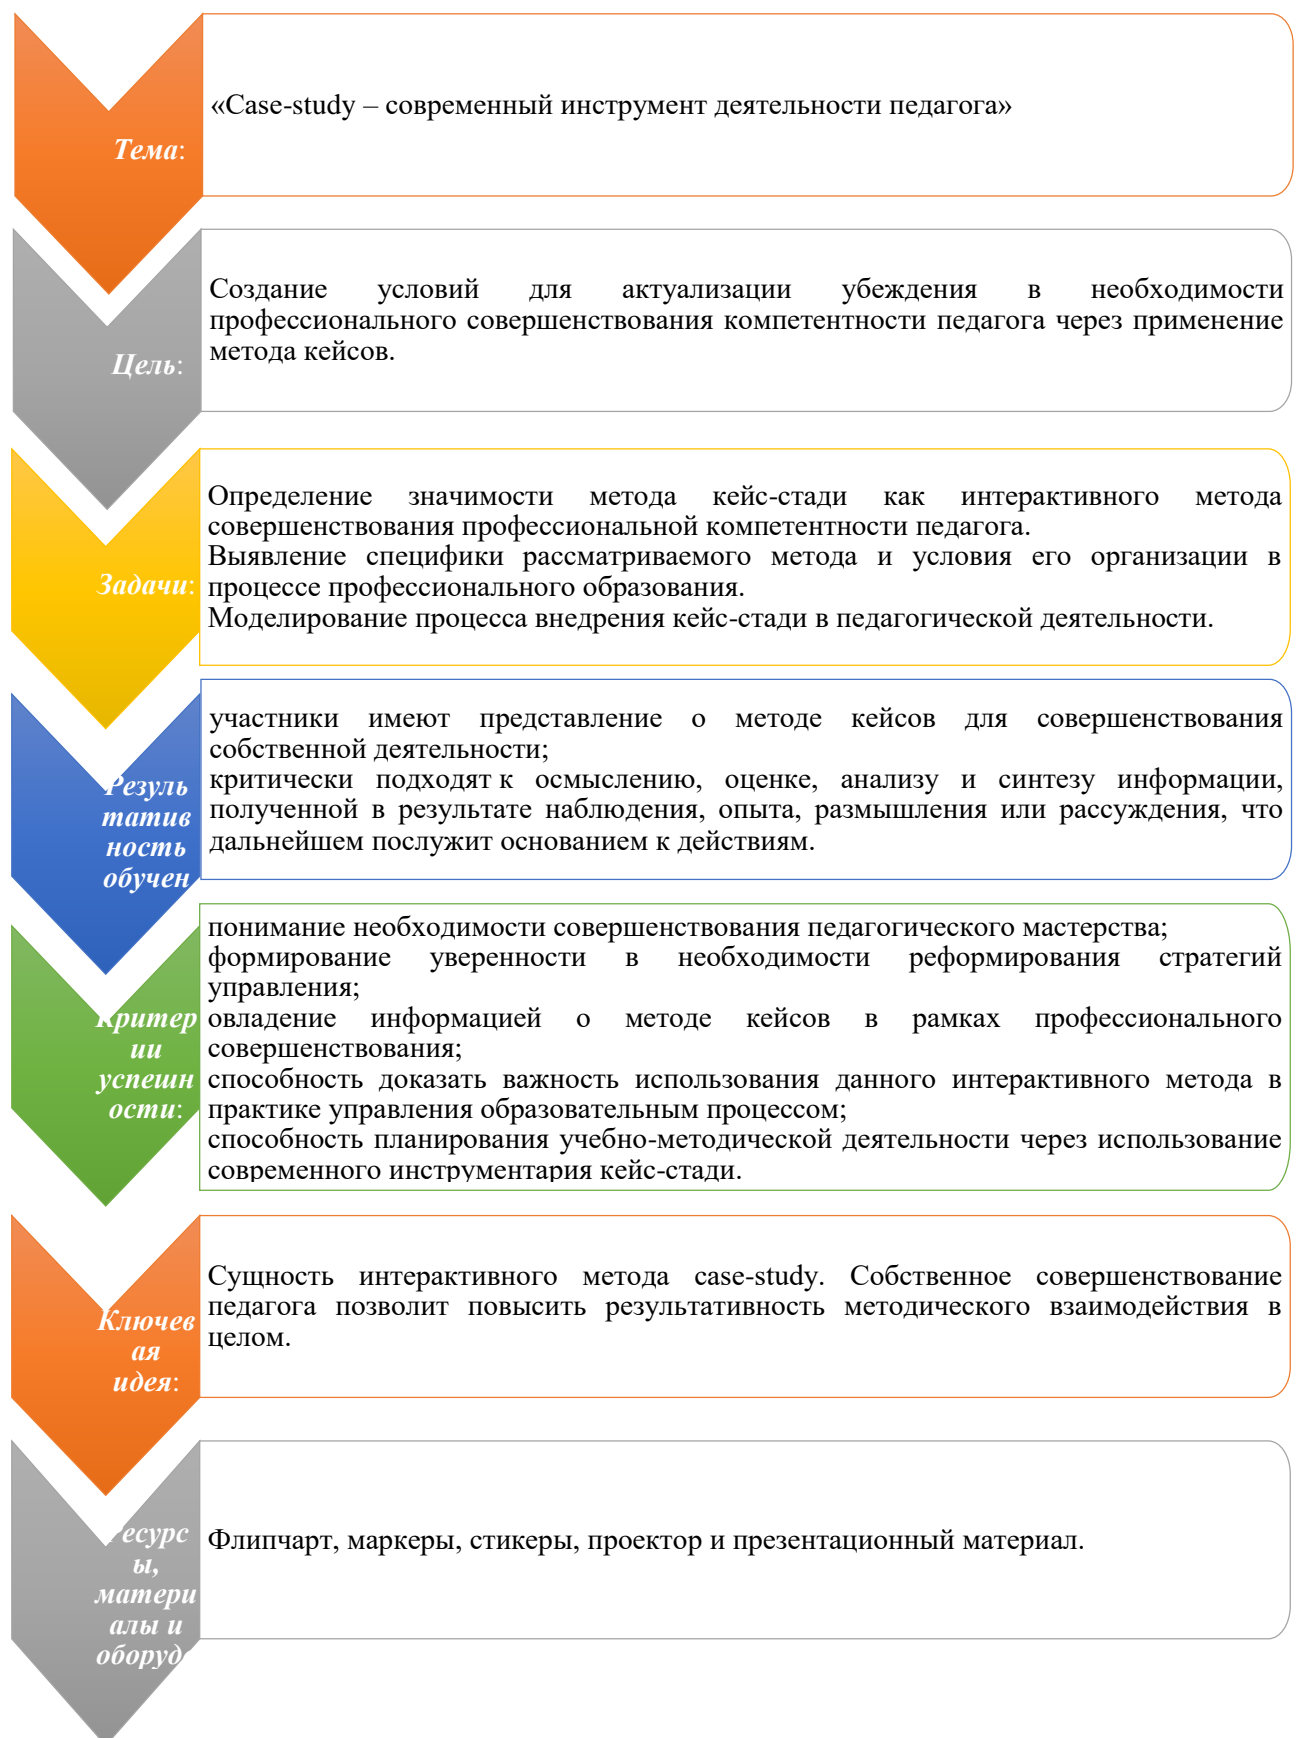 Тема:
«Case-study – современный инструмент деятельности педагога»
Цель:
Создание условий для актуализации убеждения в необходимости
профессионального совершенствования компетентности педагога через применение
метода кейсов.
Задачи:
Определение значимости метода кейс-стади как интерактивного метода
совершенствования профессиональной компетентности педагога.
Выявление специфики рассматриваемого метода и условия его организации в
процессе профессионального образования.
Моделирование процесса внедрения кейс-стади в педагогической деятельности.
Резуль
татив
ность
обучен
участники имеют представление о методе кейсов для совершенствования
собственной деятельности;
критически подходят к осмыслению, оценке, анализу и синтезу информации,
полученной в результате наблюдения, опыта, размышления или рассуждения, что
дальнейшем послужит основанием к действиям.
Критер
ии
успешн
ости:
понимание необходимости совершенствования педагогического мастерства;
формирование уверенности в необходимости реформирования стратегий
управления;
овладение информацией о методе кейсов в рамках профессионального
совершенствования;
способность доказать важность использования данного интерактивного метода в
практике управления образовательным процессом;
способность планирования учебно-методической деятельности через использование
современного инструментария кейс-стади.
Ключев
ая
идея:
Сущность интерактивного метода case-study. Собственное совершенствование
педагога позволит повысить результативность методического взаимодействия в
целом.
Ресурс
ы,
матери
алы и
оборудо
Флипчарт, маркеры, стикеры, проектор и презентационный материал.